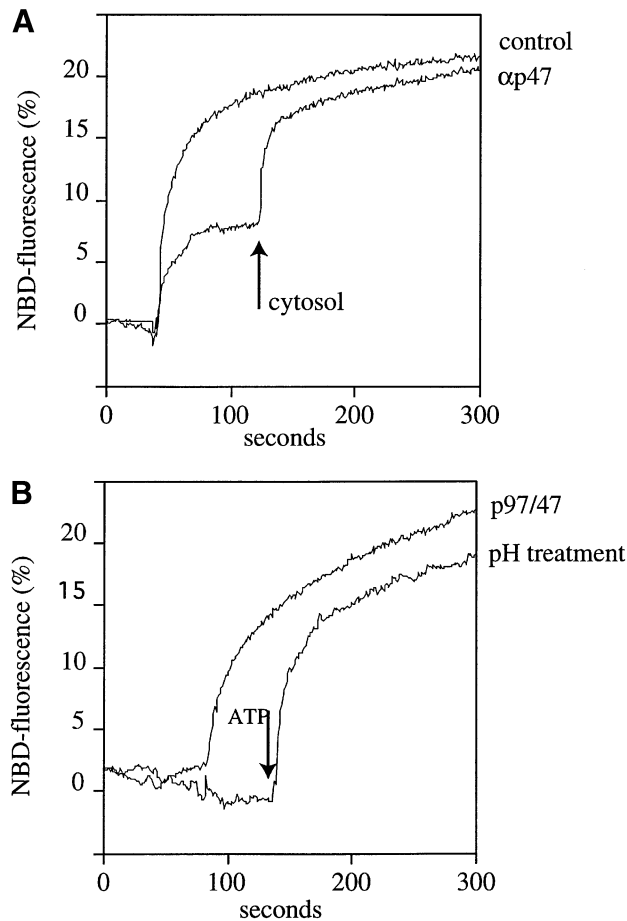 A
NBD-fluorescence (%)
20
15
10
5
0
control
αp47
cytosol
0 100 200 300
seconds
B
NBD-fluorescence (%)
20
15
10
5
0
p97/47
pH treatment
ATP
0 100 200 300
seconds